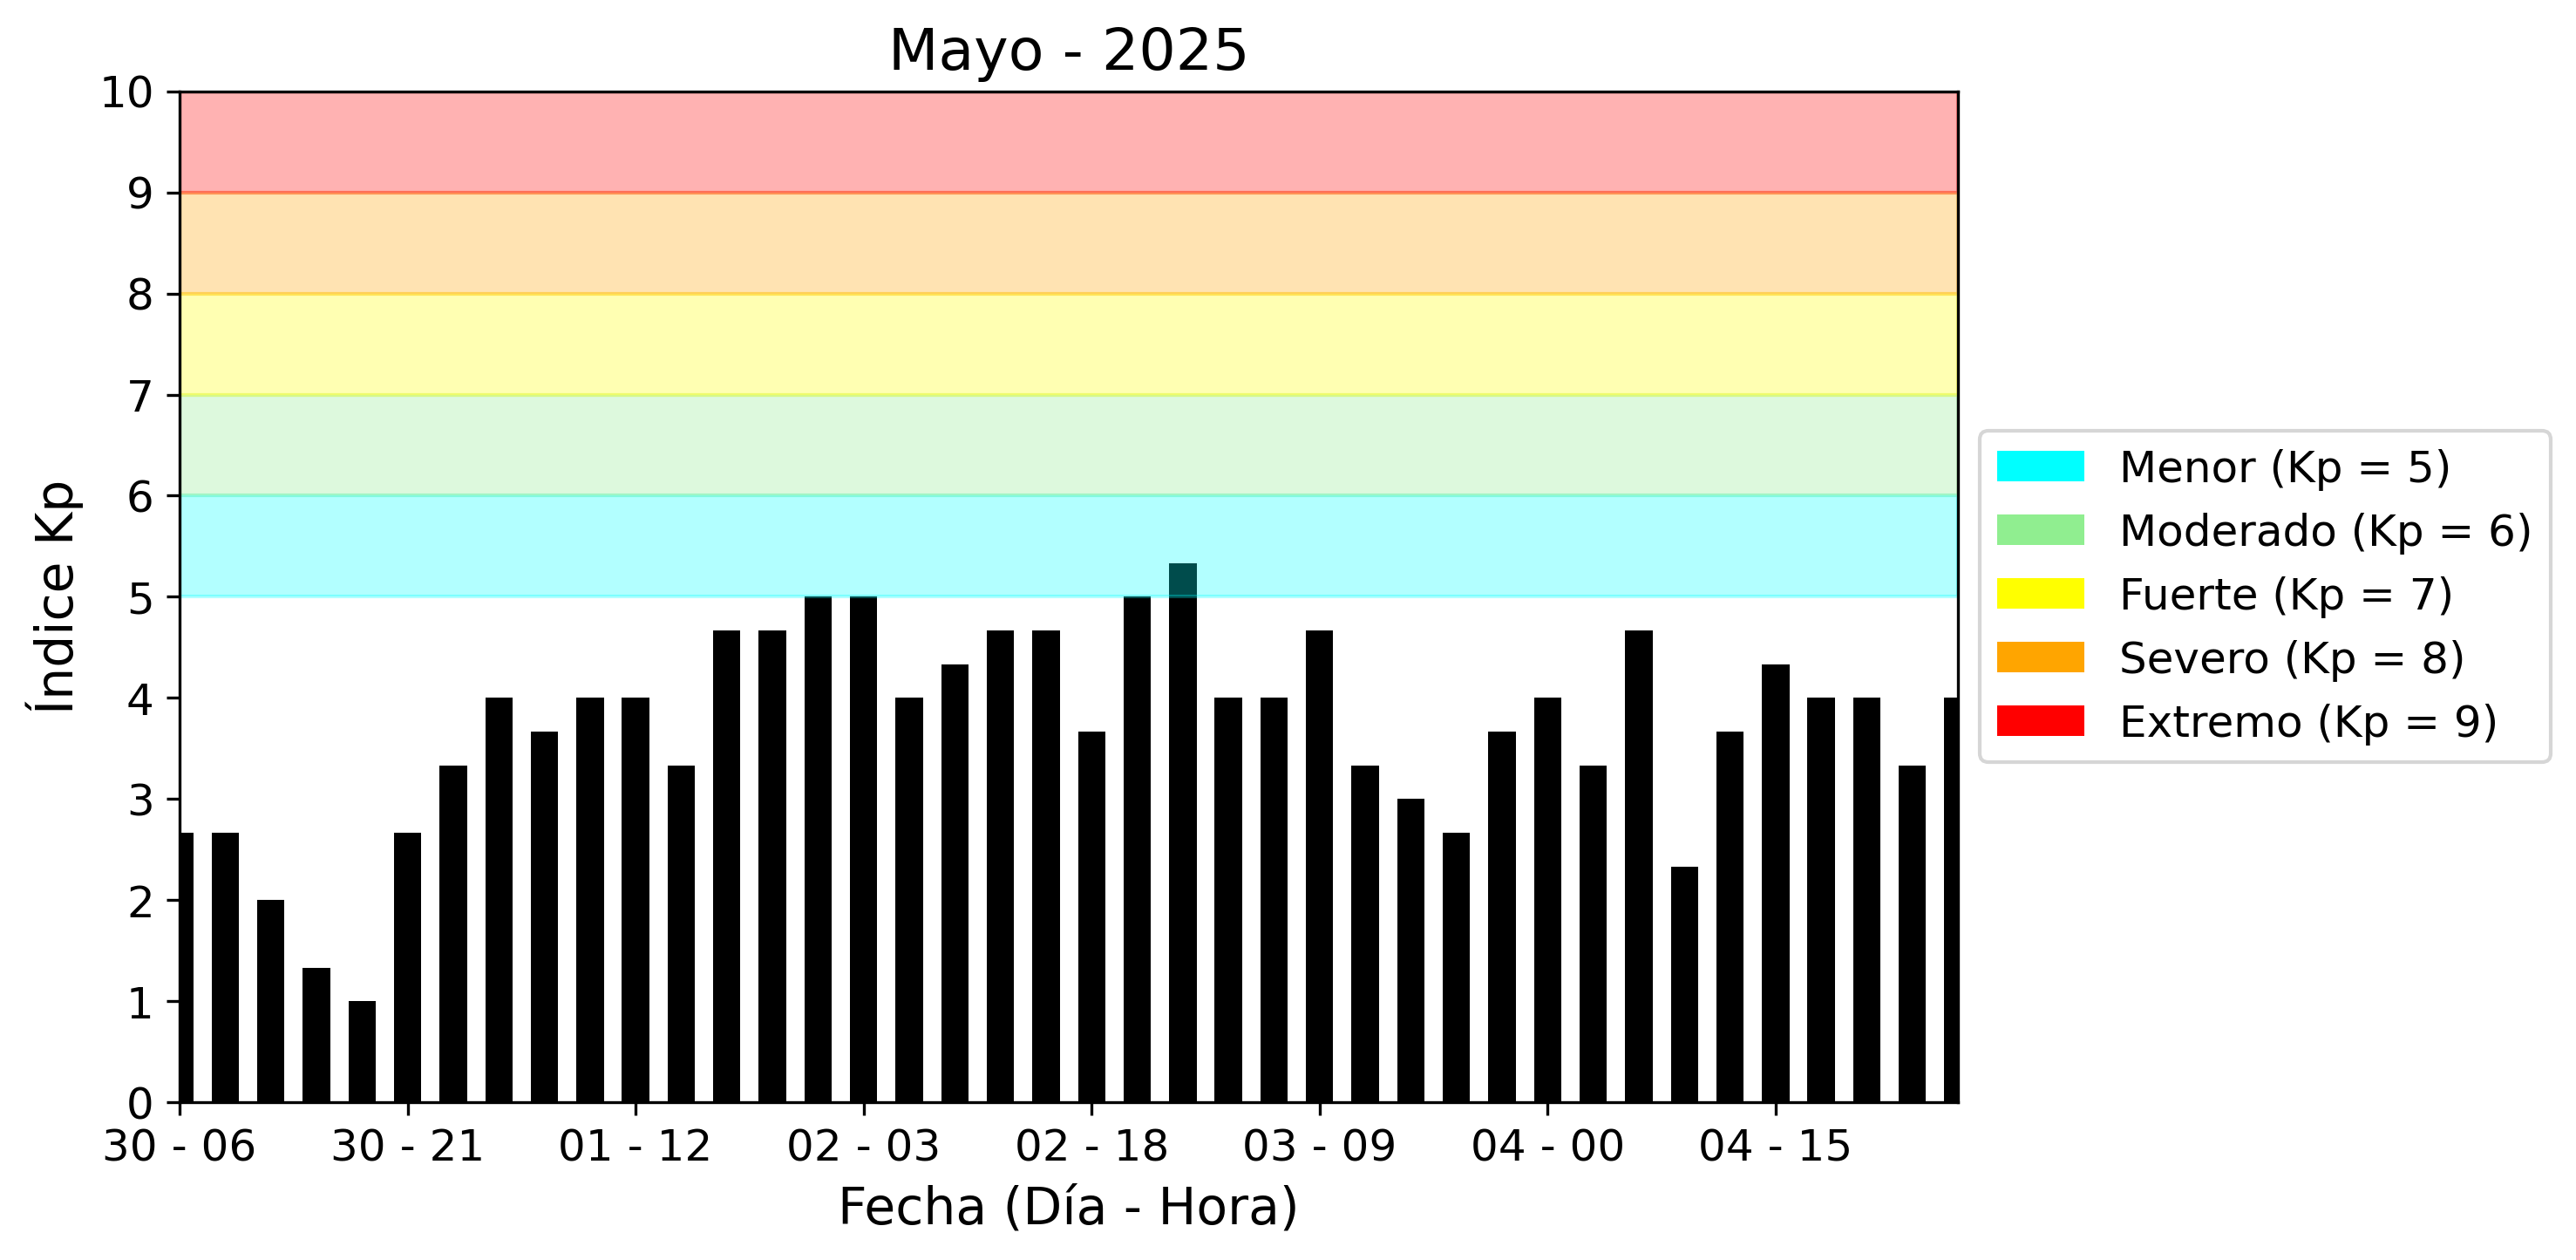 Mayo - 2025
10
9
8
7
6
5
4
3
2
1
0
Índice Kp
30 - 06
30 - 21
01 - 12
02 - 03
02 - 18
03 - 09
04 - 00
04 - 15
Fecha (Día - Hora)
Menor (Kp = 5)
Moderado (Kp = 6)
Fuerte (Kp = 7)
Severo (Kp = 8)
Extremo (Kp = 9)